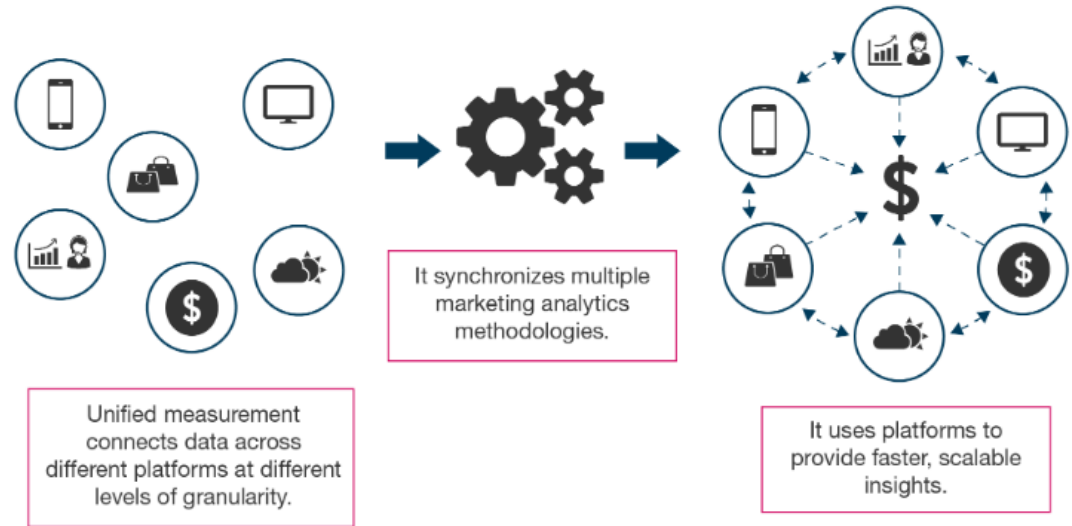 Unified measurement
connects data across
different platforms at different
levels of granularity.
It synchronizes multiple
marketing analytics
methodologies.
$
$
$
It uses platforms to
provide faster, scalable
insights.